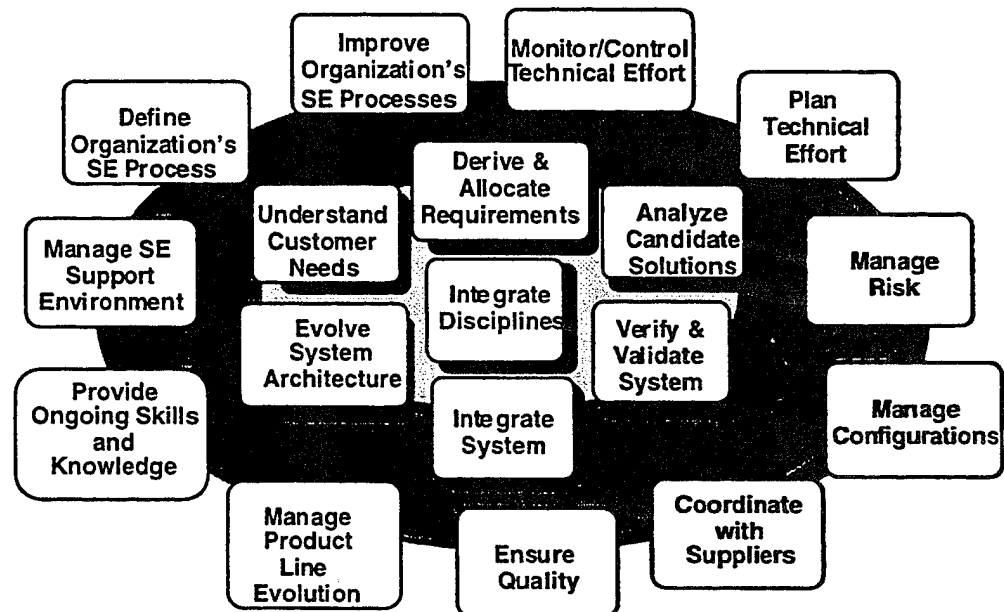 Improve
Organization's
SE Processes
Monitor/Control
Technical Effort
Plan
Technical
Effort
Define
Organization's
SE Process
Derive &
Allocate
Requirements
Understand
Customer
Needs
Analyze
Candidate
Solutions
Manage SE
Support
Environment
Manage
Risk
Integrate
Disciplines
Evolve
System
Architecture
Verify &
Validate
System
Provide
Ongoing Skills
and
Knowledge
Integrate
System
Manage
Configurations
Manage
Product
Line
Evolution
Ensure
Quality
Coordinate
with
Suppliers